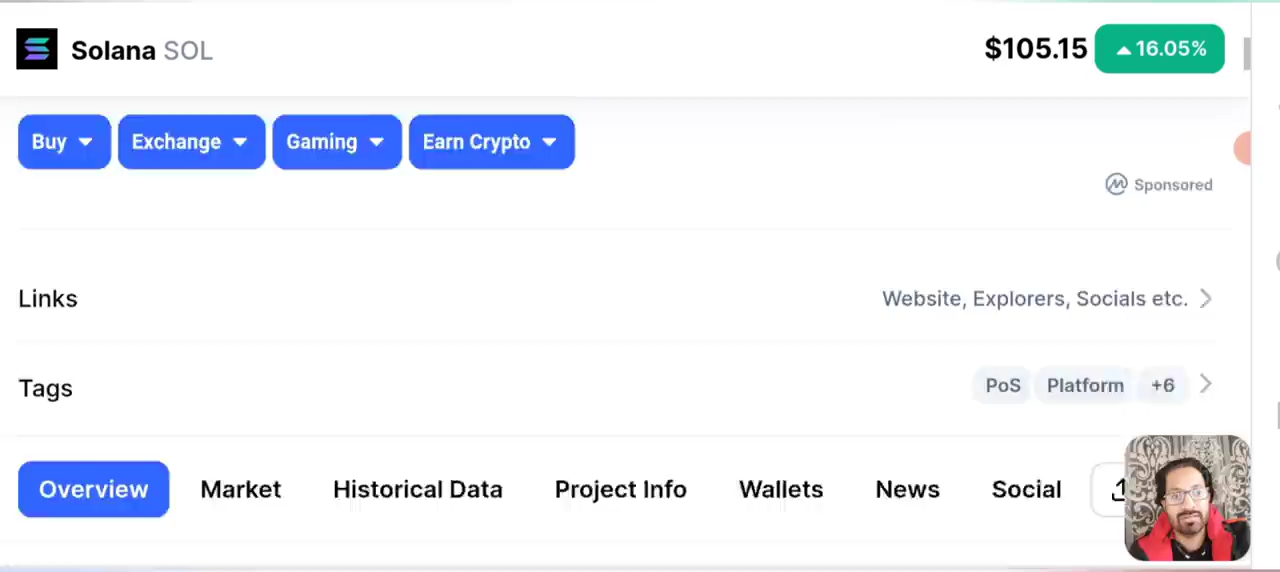 Solana SOL $105.15 16.05%
Buy Exchange Gaming Earn Crypto
Sponsored
Links Website, Explorers, Socials etc.
Tags PoS Platform +6
Overview Market Historical Data Project Info Wallets News Social